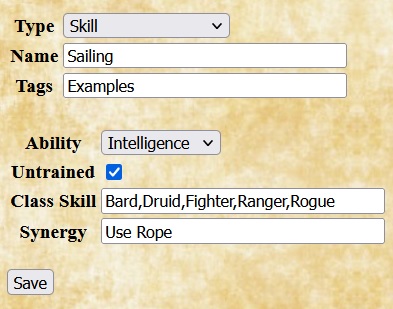 Type Skill
Name Sailing
Tags Examples
Ability Intelligence
Untrained
Class Skill Bard,Druid,Fighter,Ranger,Rogue
Synergy Use Rope
Save